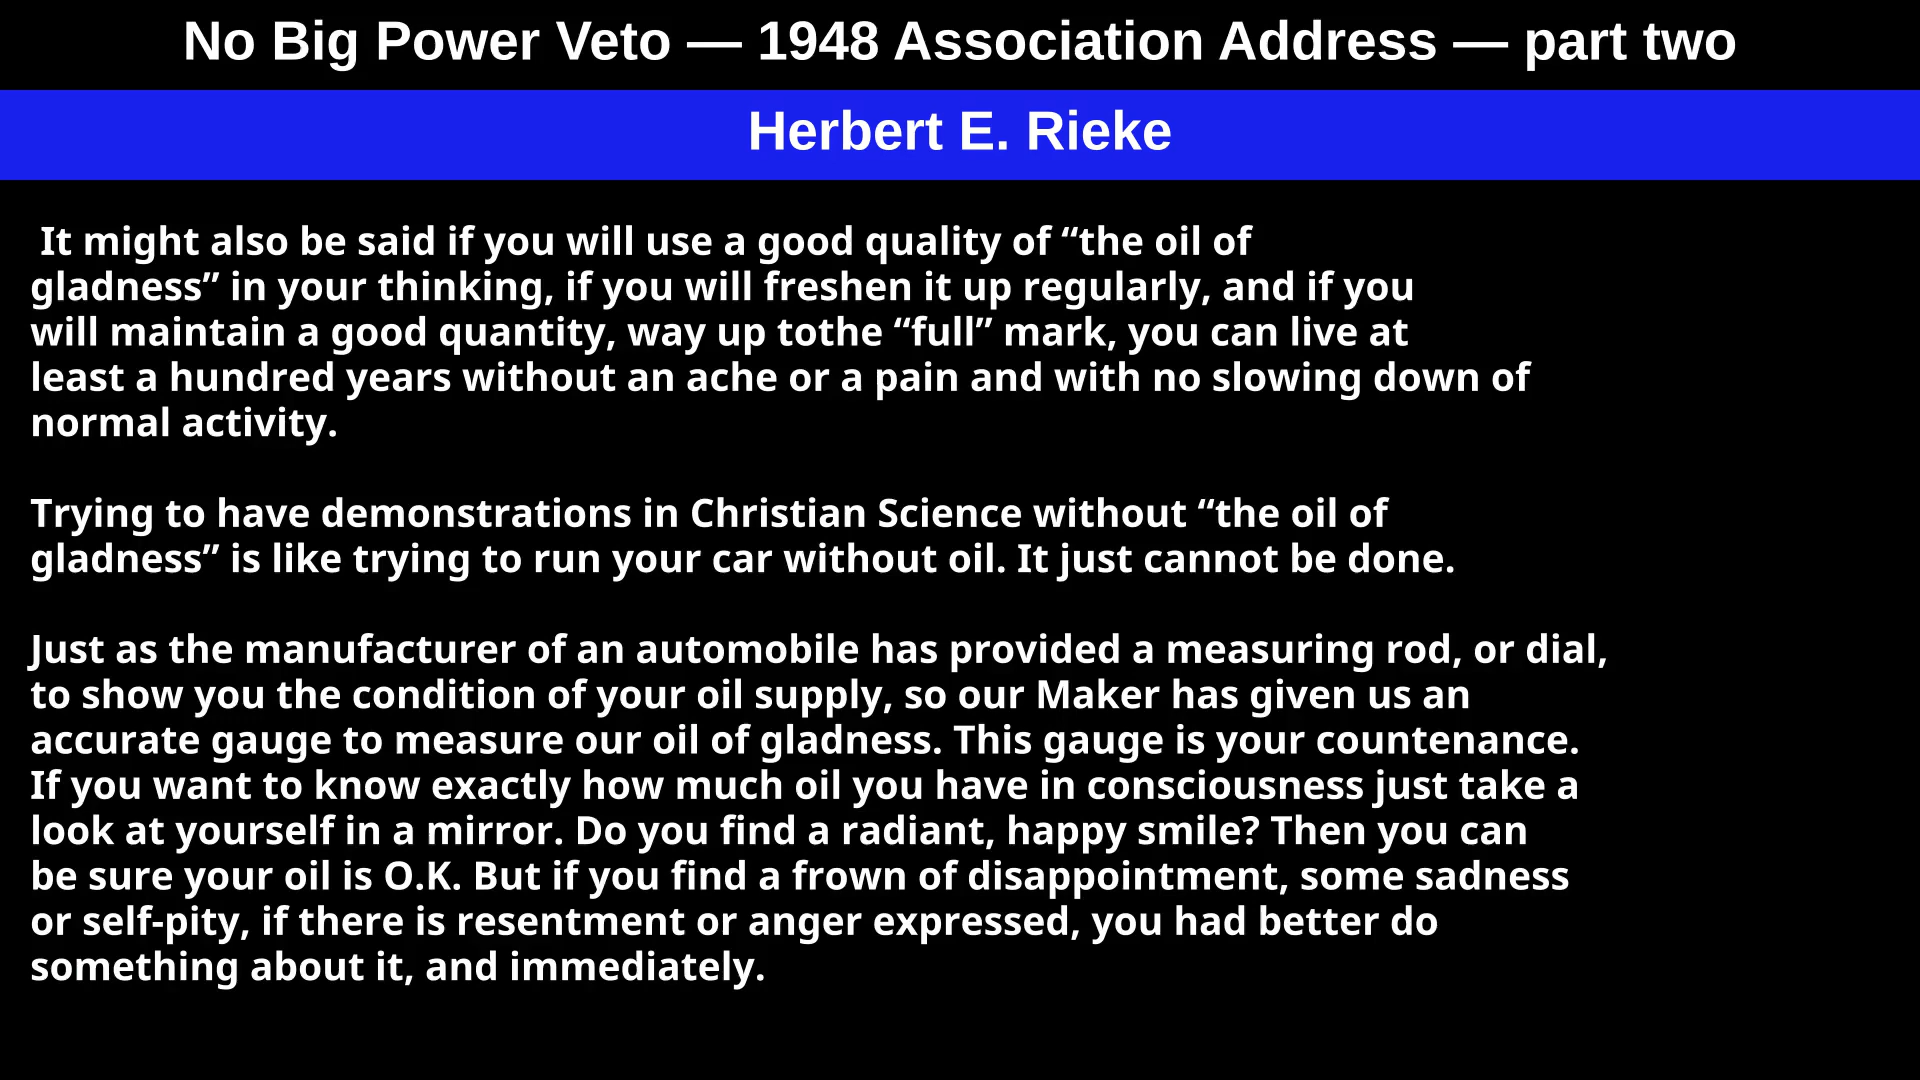 No Big Power Veto — 1948 Association Address — part two
Herbert E. Rieke
It might also be said if you will use a good quality of “the oil of
gladness” in your thinking, if you will freshen it up regularly, and if you
will maintain a good quantity, way up tothe “full” mark, you can live at
least a hundred years without an ache or a pain and with no slowing down of
normal activity.
Trying to have demonstrations in Christian Science without “the oil of
gladness” is like trying to run your car without oil. It just cannot be done.
Just as the manufacturer of an automobile has provided a measuring rod, or dial,
to show you the condition of your oil supply, so our Maker has given us an
accurate gauge to measure our oil of gladness. This gauge is your countenance.
If you want to know exactly how much oil you have in consciousness just take a
look at yourself in a mirror. Do you find a radiant, happy smile? Then you can
be sure your oil is O.K. But if you find a frown of disappointment, some sadness
or self-pity, if there is resentment or anger expressed, you had better do
something about it, and immediately.